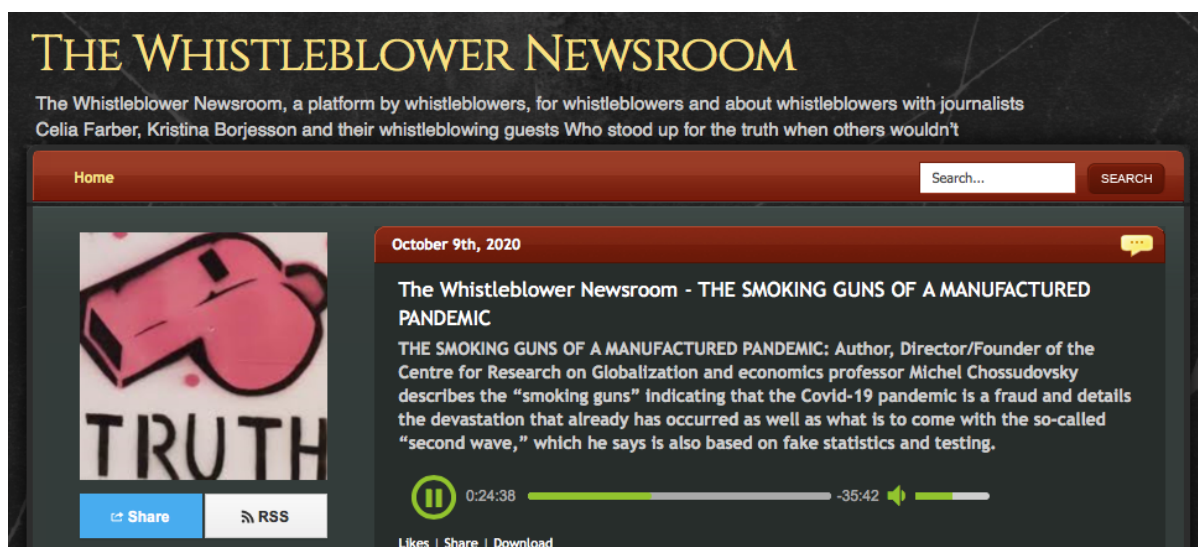 THE WHISTLEBLOWER NEWSROOM
The Whistleblower Newsroom, a platform by whistleblowers, for whistleblowers and about whistleblowers with journalists
Celia Farber, Kristina Borjesson and their whistleblowing guests Who stood up for the truth when others wouldn't
Home
Search...
SEARCH
TRUTH
Share
RSS
October 9th, 2020
The Whistleblower Newsroom - THE SMOKING GUNS OF A MANUFACTURED
PANDEMIC
THE SMOKING GUNS OF A MANUFACTURED PANDEMIC: Author, Director/Founder of the
Centre for Research on Globalization and economics professor Michel Chossudovsky
describes the “smoking guns” indicating that the Covid-19 pandemic is a fraud and details
the devastation that already has occurred as well as what is to come with the so-called
“second wave,” which he says is also based on fake statistics and testing.
0:24:38
-35:42
Likes | Share | Download